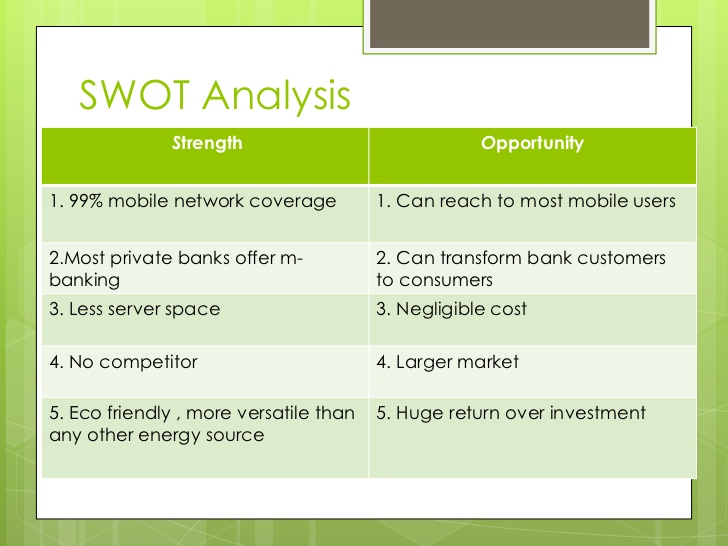 SWOT Analysis
Strength
Opportunity
1. 99% mobile network coverage
1. Can reach to most mobile users
2.Most private banks offer m-
banking
2. Can transform bank customers
to consumers
3. Less server space
3. Negligible cost
4. No competitor
4. Larger market
5. Eco friendly , more versatile than
any other energy source
5. Huge return over investment